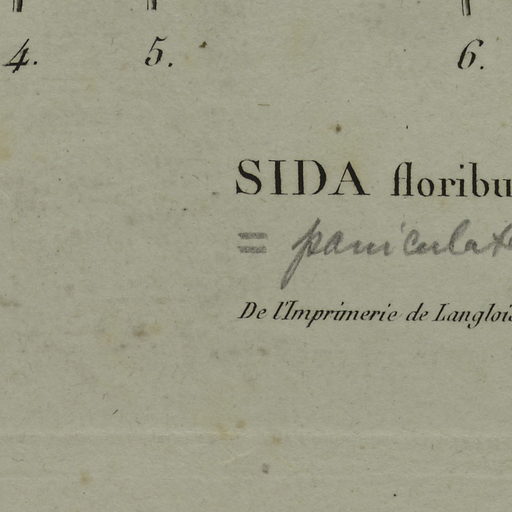 4. 5. 6.
SIDA floribu
= paniculat
De l'Imprimerie de Langlois